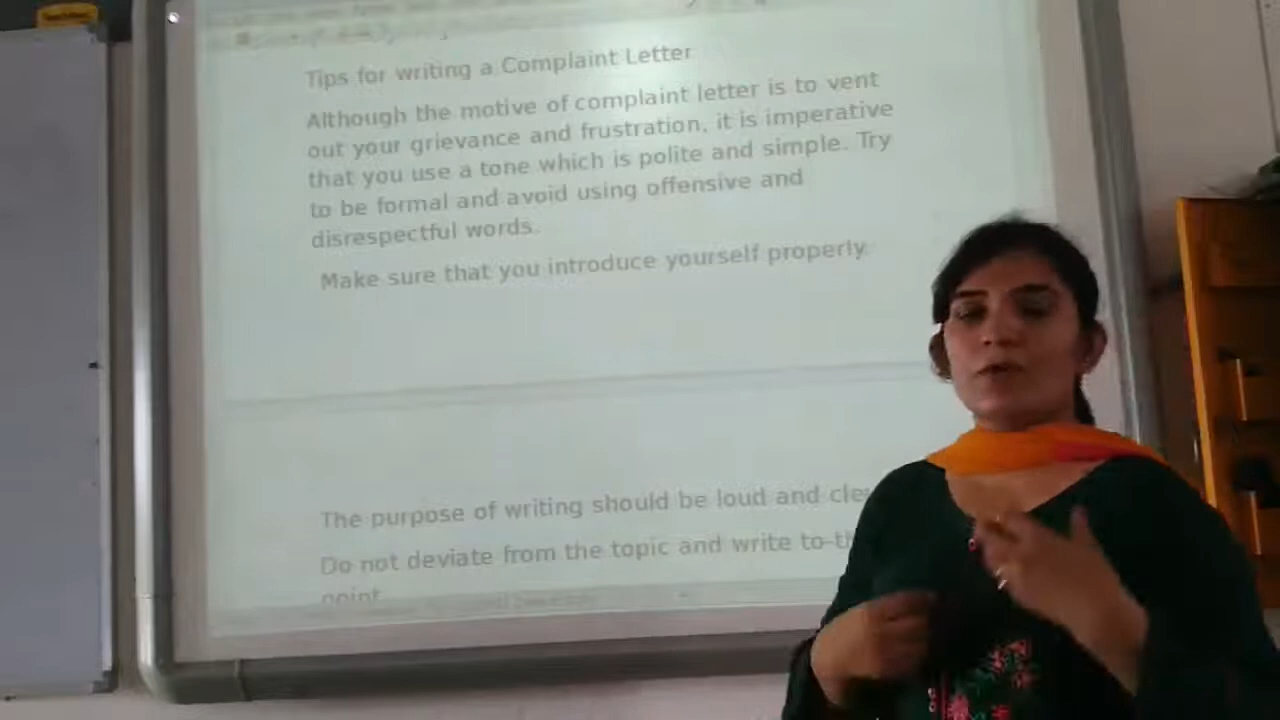 Tips for writing a Complaint Letter
Although the motive of complaint letter is to vent
out your grievance and frustration, it is imperative
that you use a tone which is polite and simple. Try
to be formal and avoid using offensive and
disrespectful words.
Make sure that you introduce yourself properly.
The purpose of writing should be loud and
Do not deviate from the topic and write to-
point